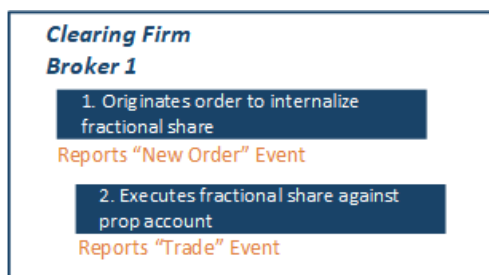 Clearing Firm
Broker 1
1. Originates order to internalize
fractional share
Reports “New Order” Event
2. Executes fractional share against
prop account
Reports “Trade” Event